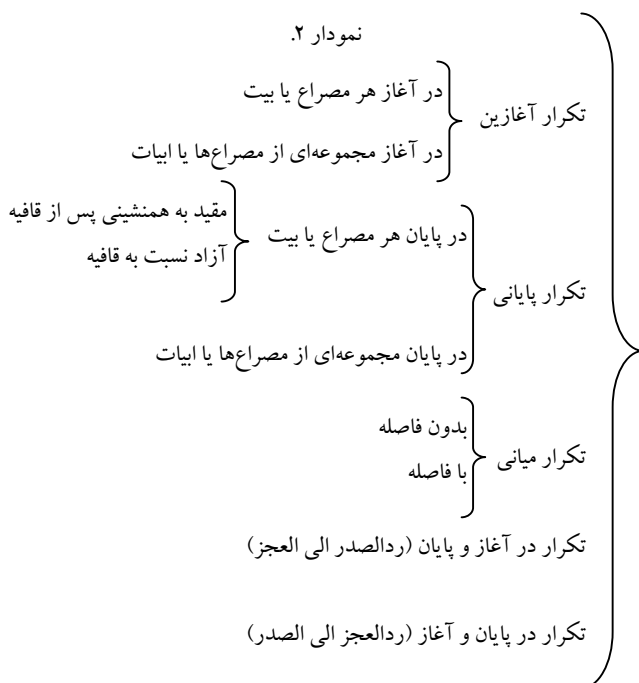 نمودار ۲.
تکرار آغازین
در آغاز هر مصراع یا بیت
در آغاز مجموعه‌ای از مصراع‌ها یا ابیات
تکرار پایانی
در پایان هر مصراع یا بیت
مقید به همنشینی پس از قافیه
آزاد نسبت به قافیه
در پایان مجموعه‌ای از مصراع‌ها یا ابیات
تکرار میانی
بدون فاصله
با فاصله
تکرار در آغاز و پایان (ردالصدر الی العجز)
تکرار در پایان و آغاز (ردالعجز الی الصدر)